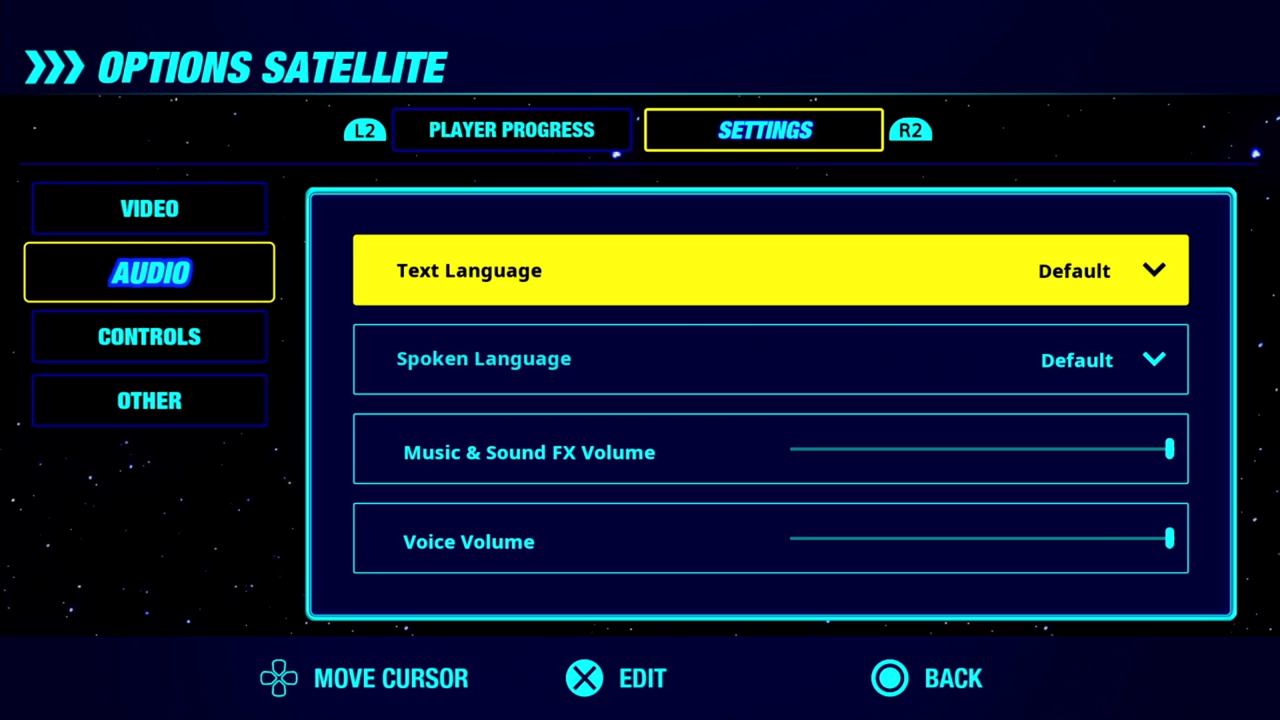 OPTIONS SATELLITE
L2 PLAYER PROGRESS SETTINGS R2
VIDEO
AUDIO
CONTROLS
OTHER
Text Language Default
Spoken Language Default
Music & Sound FX Volume
Voice Volume
MOVE CURSOR EDIT BACK